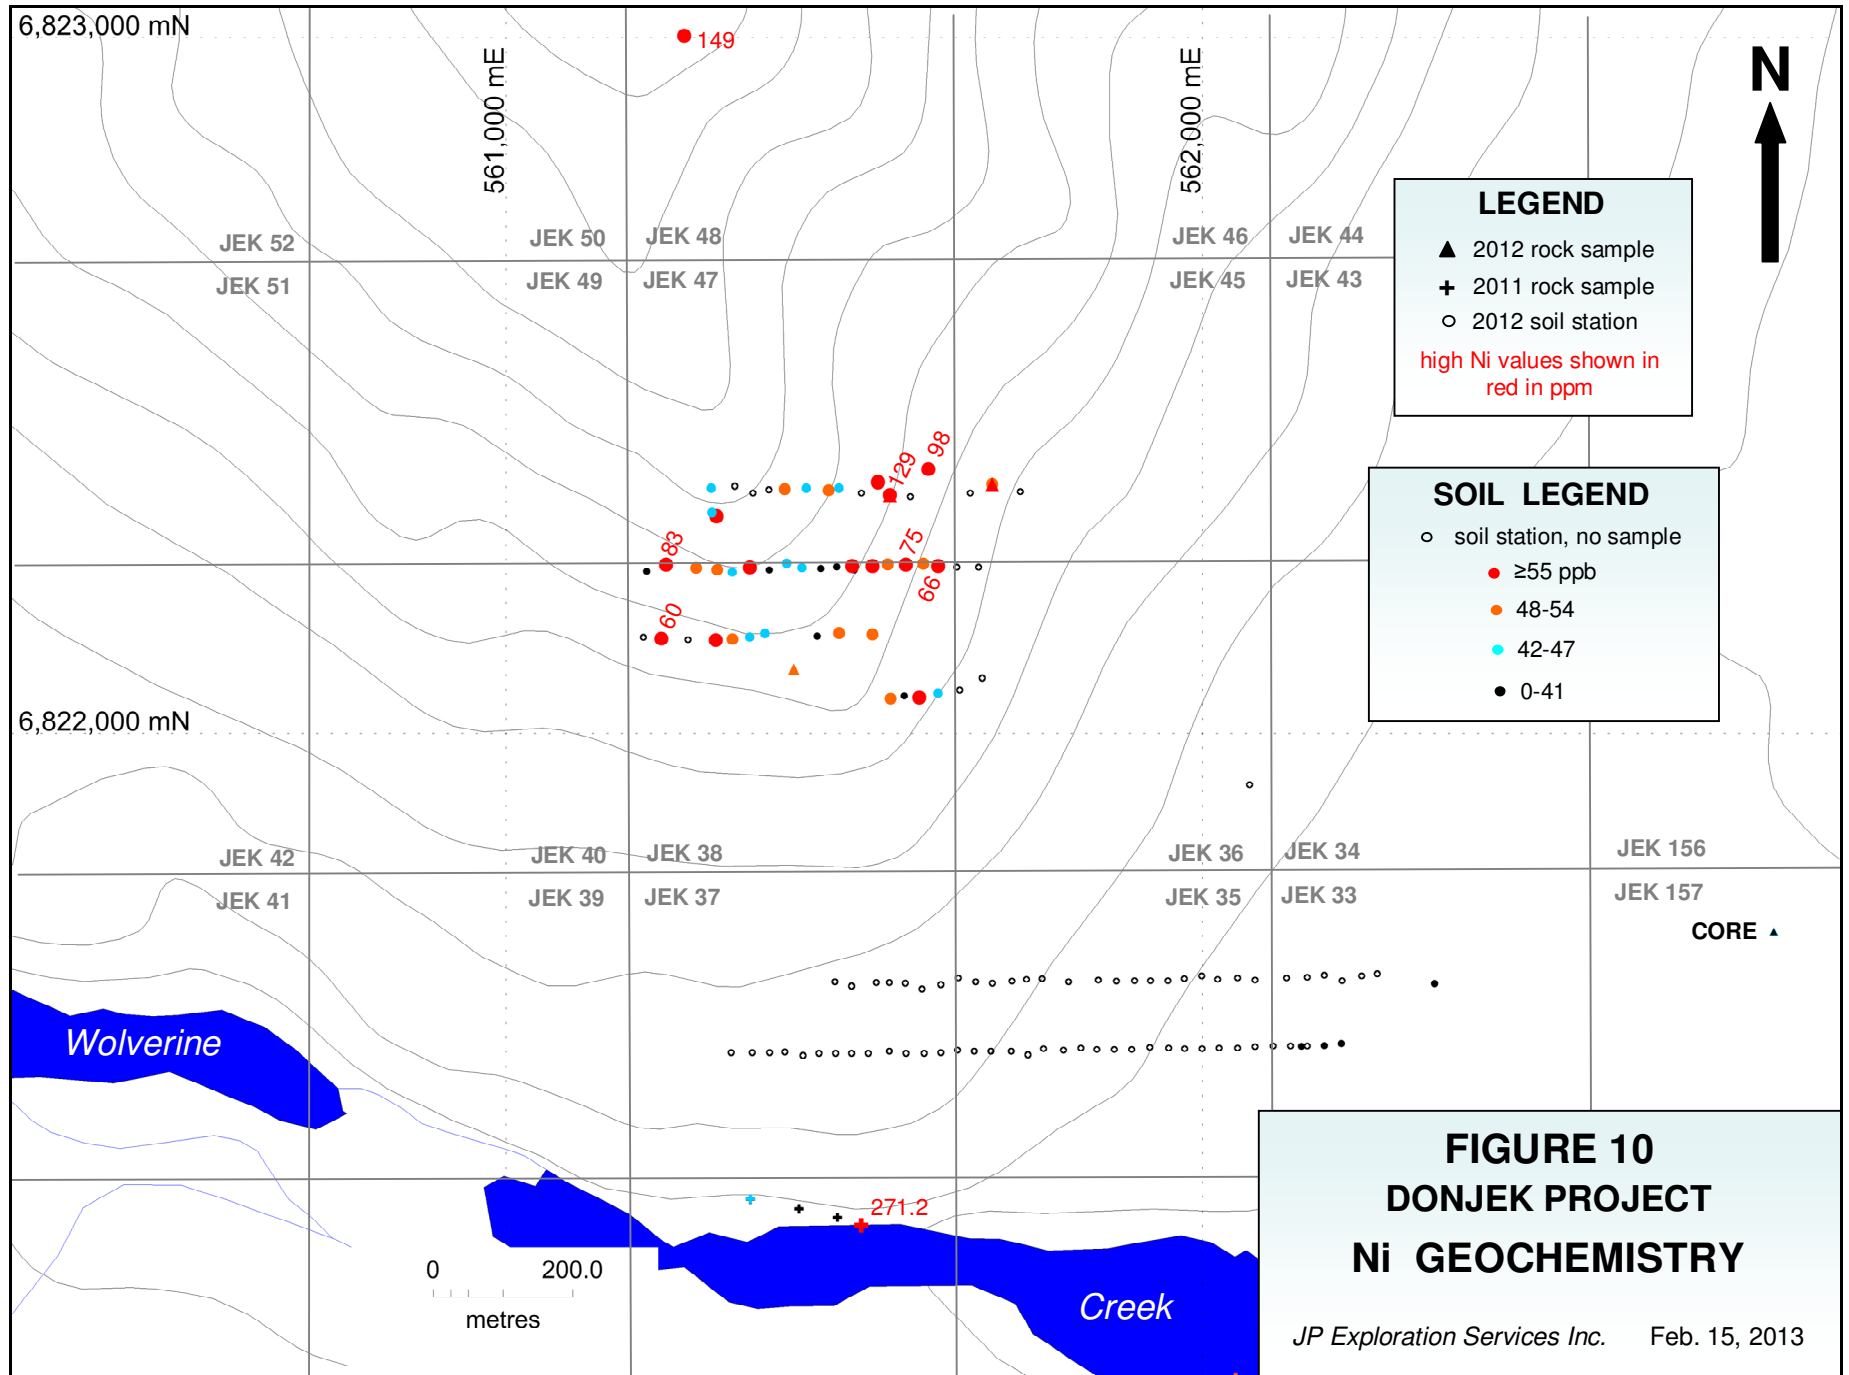 6,823,000 mN
149
561,000 mE
562,000 mE
N
LEGEND
2012 rock sample
2011 rock sample
2012 soil station
high Ni values shown in
red in ppm
JEK 52
JEK 50
JEK 48
JEK 46
JEK 44
JEK 51
JEK 49
JEK 47
JEK 45
JEK 43
98
129
SOIL LEGEND
soil station, no sample
≥55 ppb
48-54
42-47
0-41
83
75
66
60
6,822,000 mN
JEK 42
JEK 40
JEK 38
JEK 36
JEK 34
JEK 156
JEK 41
JEK 39
JEK 37
JEK 35
JEK 33
JEK 157
CORE
Wolverine
271.2
0 200.0
metres
Creek
FIGURE 10
DONJEK PROJECT
Ni GEOCHEMISTRY
JP Exploration Services Inc. Feb. 15, 2013